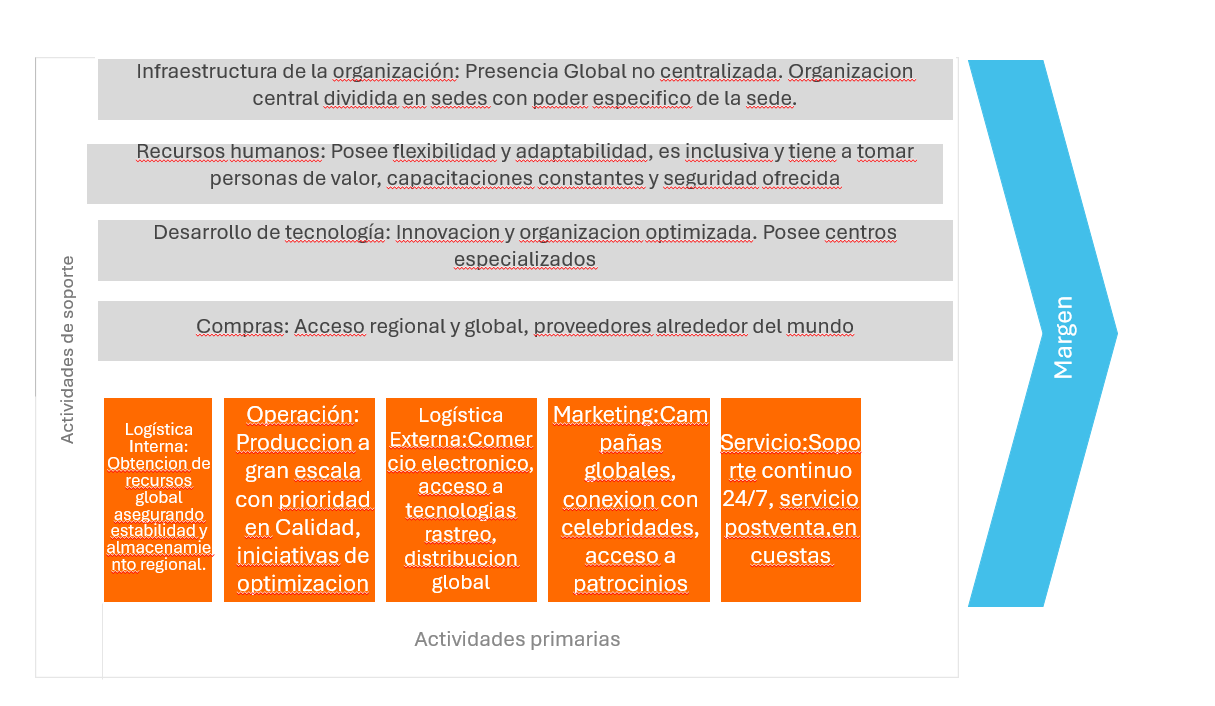 Infraestructura de la organización: Presencia Global no centralizada. Organizacion
central dividida en sedes con poder especifico de la sede.
Recursos humanos: Posee flexibilidad y adaptabilidad, es inclusiva y tiene a tomar
personas de valor, capacitaciones constantes y seguridad ofrecida
Desarrollo de tecnología: Innovacion y organizacion optimizada. Posee centros
especializados
Compras: Acceso regional y global, proveedores alrededor del mundo
Actividades de soporte
Logística
Interna:
Obtencion de
recursos
global
asegurando
estabilidad y
almacenamie
nto regional.
Operación:
Produccion a
gran escala
con prioridad
en Calidad,
iniciativas de
optimizacion
Logística
Externa:Comer
cio electronico,
acceso a
tecnologias
rastreo,
distribucion
global
Marketing:Cam
pañas
globales,
conexion con
celebridades,
acceso a
patrocinios
Servicio:Sopo
rte continuo
24/7, servicio
postventa,en
cuestas
Actividades primarias
Margen